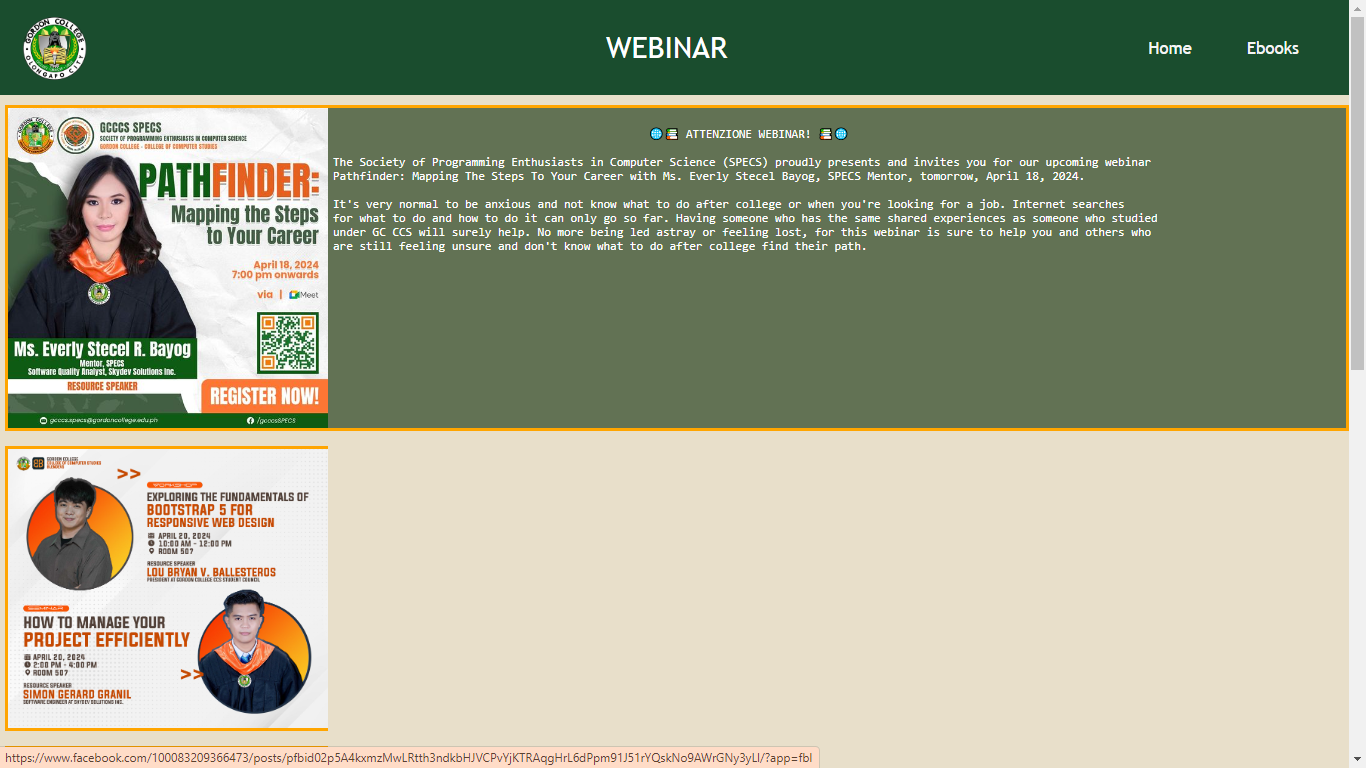 GORDON COLLEGE
OLONGAPO CITY
WEBINAR
Home
Ebooks
GCCCS SPECS
SOCIETY OF PROGRAMMING ENTHUSIASTS IN COMPUTER SCIENCE
GORDON COLLEGE - COLLEGE OF COMPUTER STUDIES
PATHFINDER:
Mapping the Steps
to Your Career
April 18, 2024
7:00 pm onwards
via | Meet
Ms. Everly Stecel R. Bayog
Mentor, SPECS
Software Quality Analyst, Skydev Solutions Inc.
RESOURCE SPEAKER
REGISTER NOW!
gcccs.specs@gordoncollege.edu.ph
/gcccsSPECS
🌐📚 ATTENZIONE WEBINAR! 📚🌐
The Society of Programming Enthusiasts in Computer Science (SPECS) proudly presents and invites you for our upcoming webinar
Pathfinder: Mapping The Steps To Your Career with Ms. Everly Stecel Bayog, SPECS Mentor, tomorrow, April 18, 2024.
It's very normal to be anxious and not know what to do after college or when you're looking for a job. Internet searches
for what to do and how to do it can only go so far. Having someone who has the same shared experiences as someone who studied
under GC CCS will surely help. No more being led astray or feeling lost, for this webinar is sure to help you and others who
are still feeling unsure and don't know what to do after college find their path.
GORDON COLLEGE
COLLEGE OF COMPUTER STUDIES
>>
WORKSHOP
EXPLORING THE FUNDAMENTALS OF
BOOTSTRAP 5 FOR
RESPONSIVE WEB DESIGN
APRIL 20, 2024
10:00 AM - 12:00 PM
ROOM 507
RESOURCE SPEAKER
LOU BRYAN V. BALLESTEROS
PRESIDENT AT GORDON COLLEGE CCS STUDENT COUNCIL
SEMINAR
HOW TO MANAGE YOUR
PROJECT EFFICIENTLY
APRIL 20, 2024
2:00 PM - 4:00 PM
ROOM 507
>>
RESOURCE SPEAKER
SIMON GERARD GRANIL
SOFTWARE ENGINEER AT SKYDEV SOLUTIONS INC.
https://www.facebook.com/100083209366473/posts/pfbid02p5A4kxmzMwLRtth3ndkbHJVCPvYjKTRAqgHrL6dPpm91J51rYQskNo9AWrGNy3yLl/?app=fbl